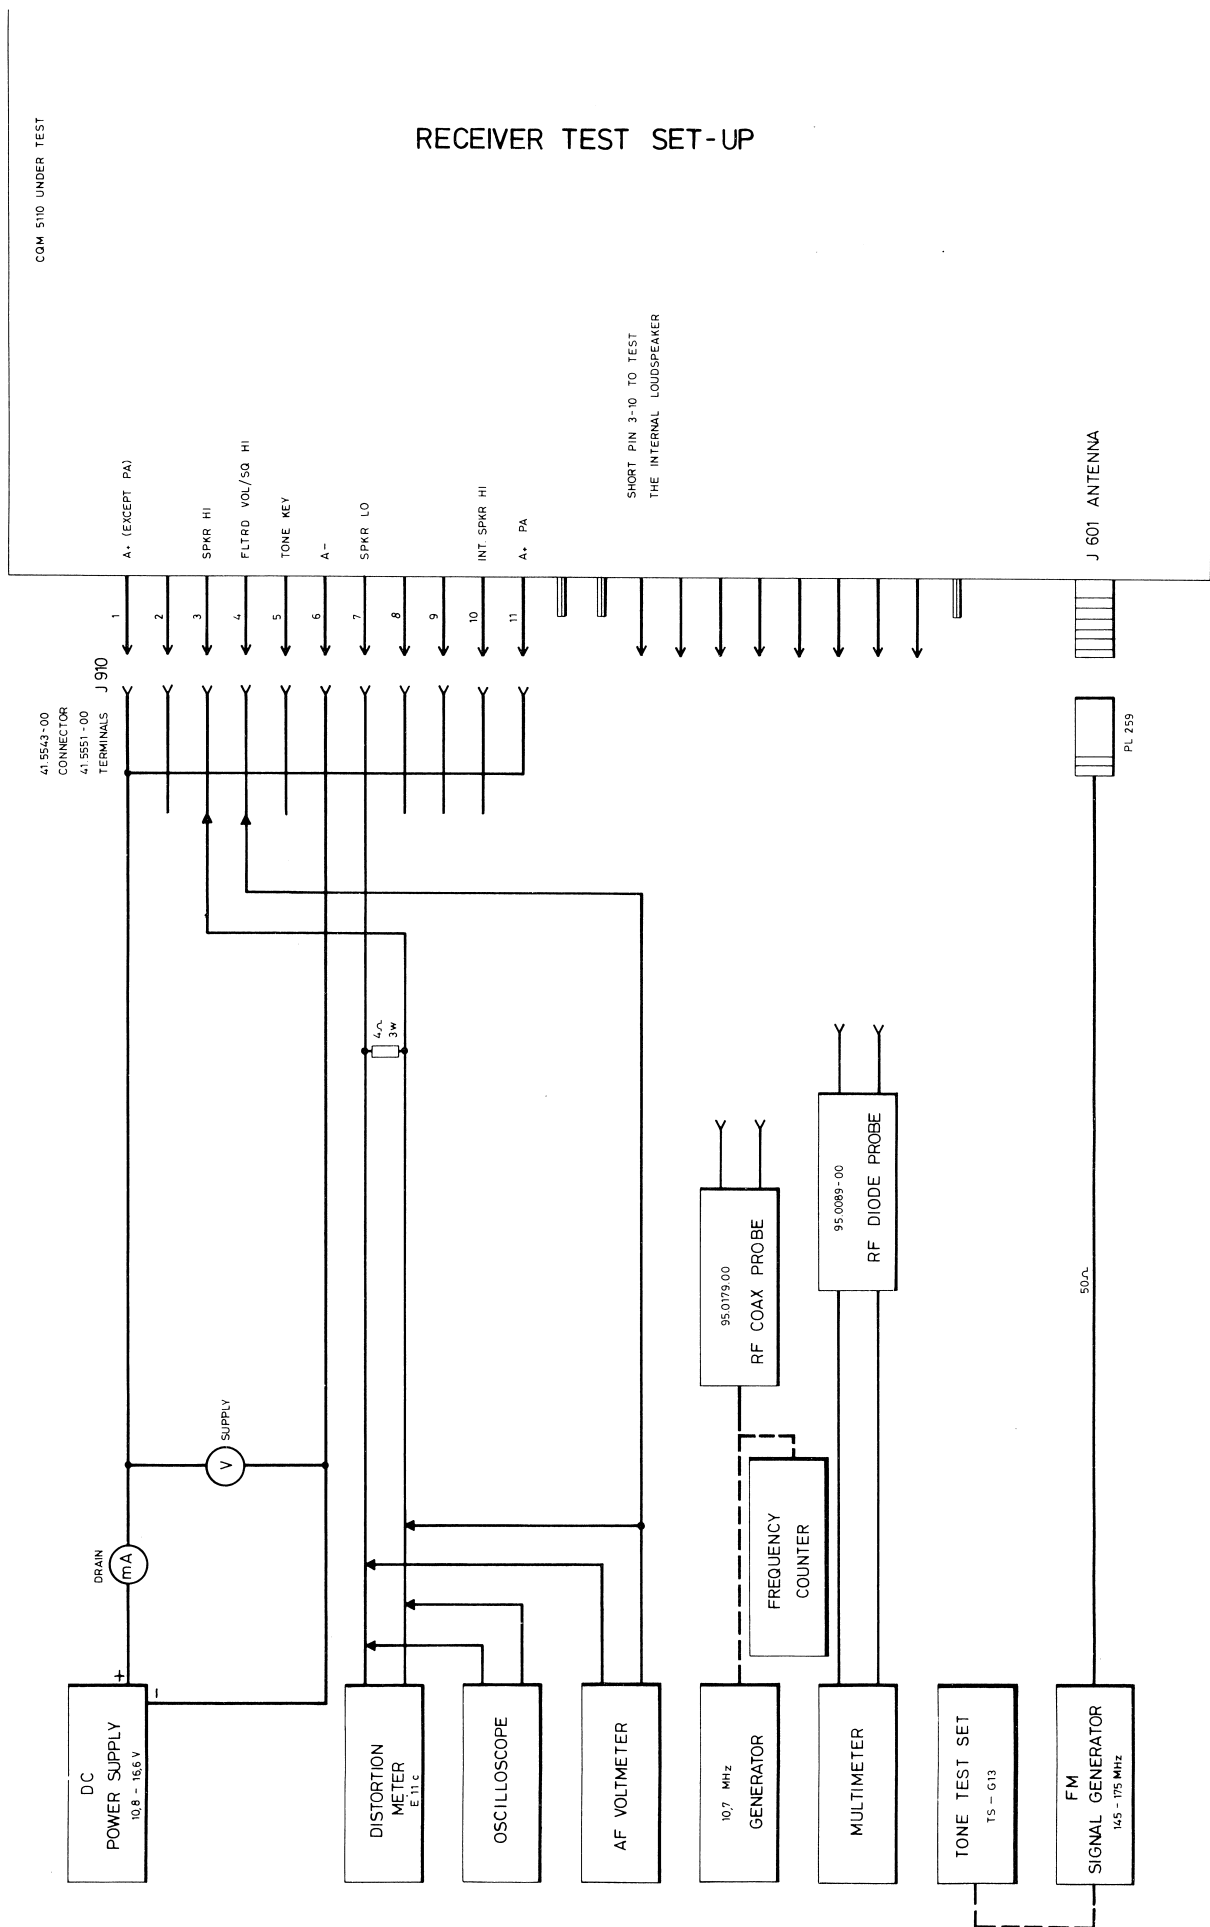 RECEIVER TEST SET-UP
CQM 5110 UNDER TEST
41.5543-00
CONNECTOR
41.5551-00
TERMINALS
J 910
1
A+ (EXCEPT PA)
2
3
SPKR HI
4
FLTRD VOL/SQ HI
5
TONE KEY
6
A-
7
SPKR LO
8
9
10
INT. SPKR HI
11
A+ PA
SHORT PIN 3-10 TO TEST
THE INTERNAL LOUDSPEAKER
J 601 ANTENNA
PL 259
50Ω
4Ω
3W
SUPPLY
V
DRAIN
mA
+
-
DC
POWER SUPPLY
10,8 - 16,6 V
DISTORTION
METER
E 11 c
OSCILLOSCOPE
AF VOLTMETER
10,7 MHz
GENERATOR
FREQUENCY
COUNTER
95.0179.00
RF COAX PROBE
95.0089-00
RF DIODE PROBE
MULTIMETER
TONE TEST SET
TS - G13
FM
SIGNAL GENERATOR
145 - 175 MHz